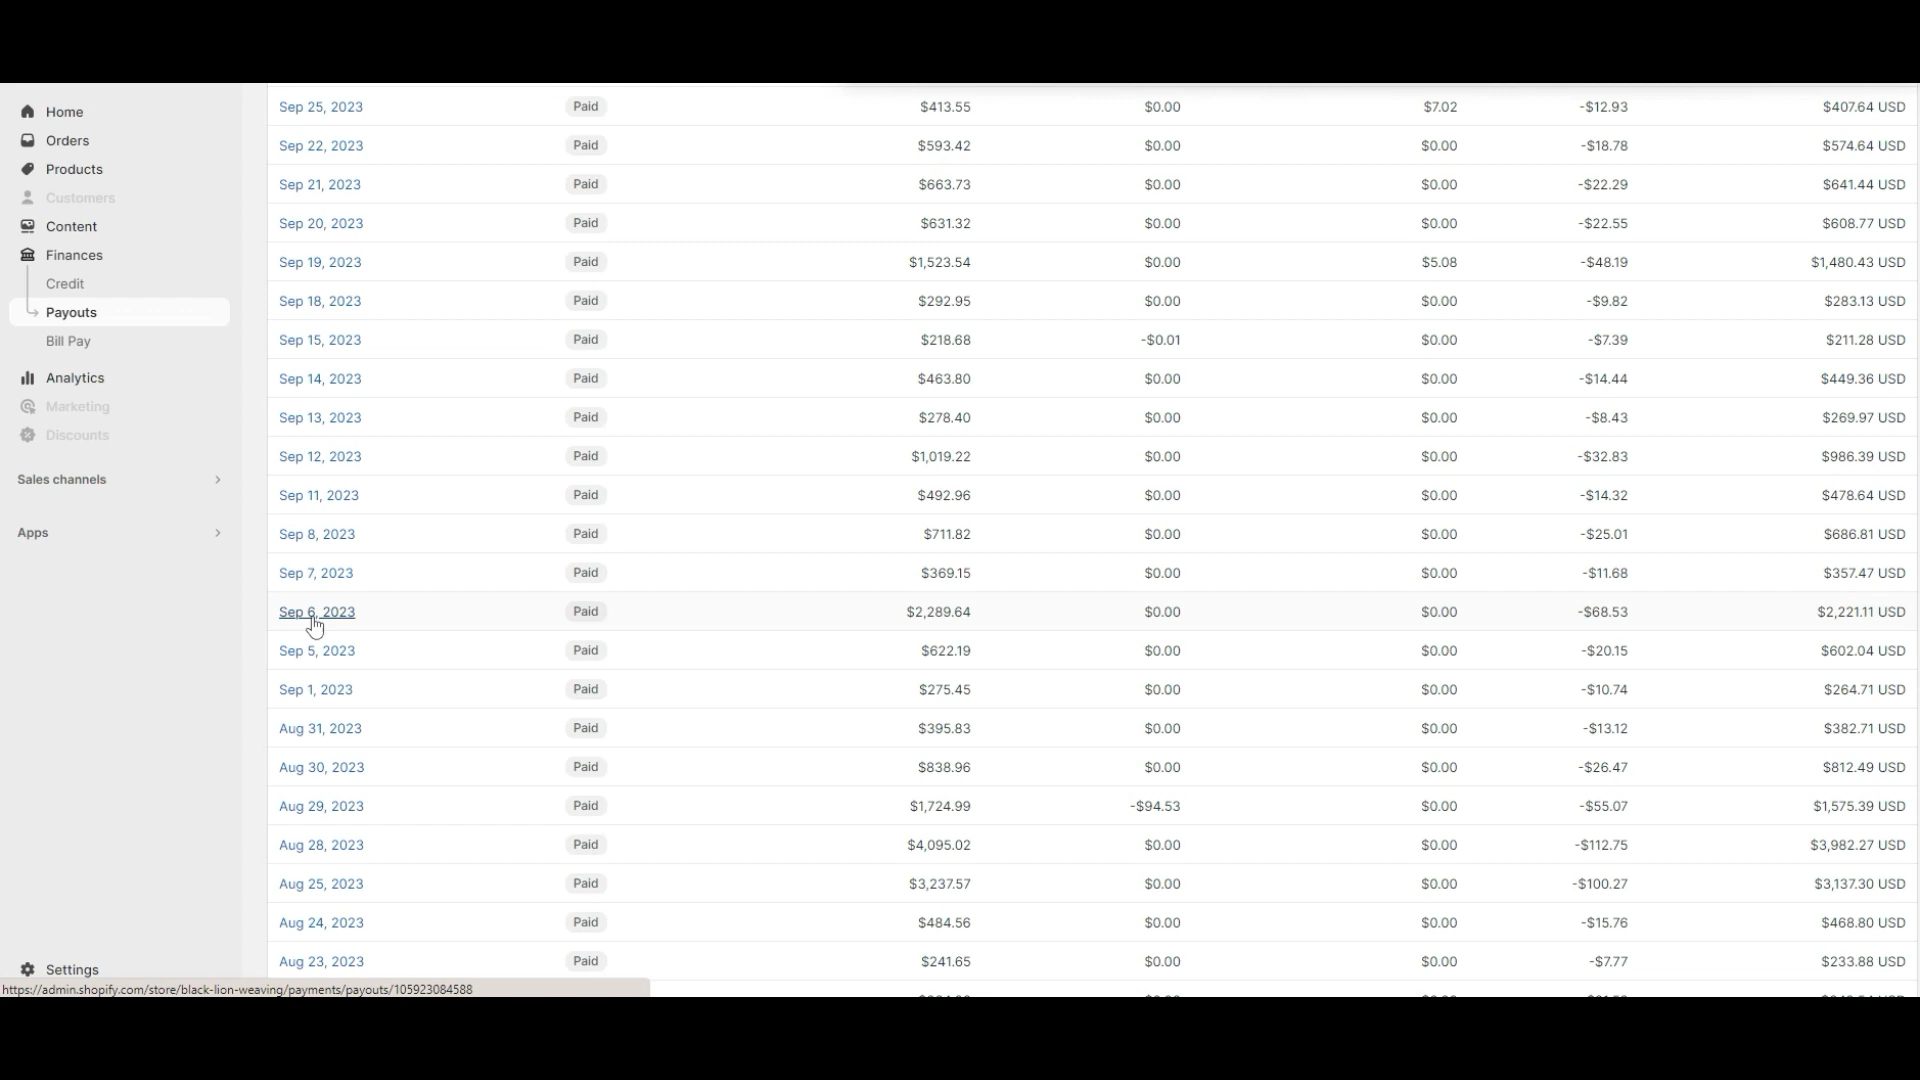 Home
Orders
Products
Customers
Content
Finances
Credit
Payouts
Bill Pay
Analytics
Marketing
Discounts
Sales channels
Apps
Settings
Sep 25, 2023 Paid $413.55 $0.00 $7.02 -$12.93 $407.64 USD
Sep 22, 2023 Paid $593.42 $0.00 $0.00 -$18.78 $574.64 USD
Sep 21, 2023 Paid $663.73 $0.00 $0.00 -$22.29 $641.44 USD
Sep 20, 2023 Paid $631.32 $0.00 $0.00 -$22.55 $608.77 USD
Sep 19, 2023 Paid $1,523.54 $0.00 $5.08 -$48.19 $1,480.43 USD
Sep 18, 2023 Paid $292.95 $0.00 $0.00 -$9.82 $283.13 USD
Sep 15, 2023 Paid $218.68 -$0.01 $0.00 -$7.39 $211.28 USD
Sep 14, 2023 Paid $463.80 $0.00 $0.00 -$14.44 $449.36 USD
Sep 13, 2023 Paid $278.40 $0.00 $0.00 -$8.43 $269.97 USD
Sep 12, 2023 Paid $1,019.22 $0.00 $0.00 -$32.83 $986.39 USD
Sep 11, 2023 Paid $492.96 $0.00 $0.00 -$14.32 $478.64 USD
Sep 8, 2023 Paid $711.82 $0.00 $0.00 -$25.01 $686.81 USD
Sep 7, 2023 Paid $369.15 $0.00 $0.00 -$11.68 $357.47 USD
Sep 6, 2023 Paid $2,289.64 $0.00 $0.00 -$68.53 $2,221.11 USD
Sep 5, 2023 Paid $622.19 $0.00 $0.00 -$20.15 $602.04 USD
Sep 1, 2023 Paid $275.45 $0.00 $0.00 -$10.74 $264.71 USD
Aug 31, 2023 Paid $395.83 $0.00 $0.00 -$13.12 $382.71 USD
Aug 30, 2023 Paid $838.96 $0.00 $0.00 -$26.47 $812.49 USD
Aug 29, 2023 Paid $1,724.99 -$94.53 $0.00 -$55.07 $1,575.39 USD
Aug 28, 2023 Paid $4,095.02 $0.00 $0.00 -$112.75 $3,982.27 USD
Aug 25, 2023 Paid $3,237.57 $0.00 $0.00 -$100.27 $3,137.30 USD
Aug 24, 2023 Paid $484.56 $0.00 $0.00 -$15.76 $468.80 USD
Aug 23, 2023 Paid $241.65 $0.00 $0.00 -$7.77 $233.88 USD
https://admin.shopify.com/store/black-lion-weaving/payments/payouts/105923084588